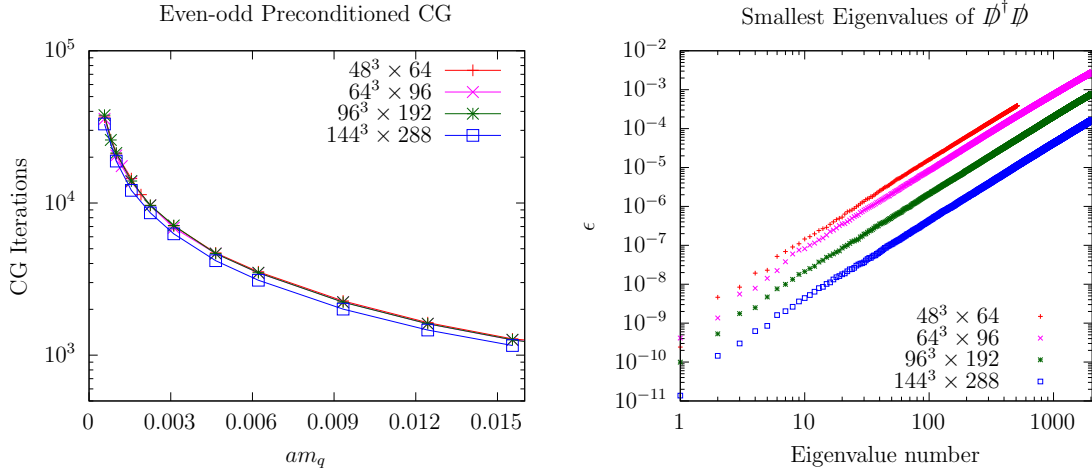 Even-odd Preconditioned CG
10^5
10^4
10^3
CG Iterations
0
0.003
0.006
0.009
0.012
0.015
am_q
48^3 × 64
64^3 × 96
96^3 × 192
144^3 × 288
Smallest Eigenvalues of D̸^†D̸
10^−2
10^−3
10^−4
10^−5
10^−6
10^−7
10^−8
10^−9
10^−10
10^−11
ϵ
1
10
100
1000
Eigenvalue number
48^3 × 64
64^3 × 96
96^3 × 192
144^3 × 288